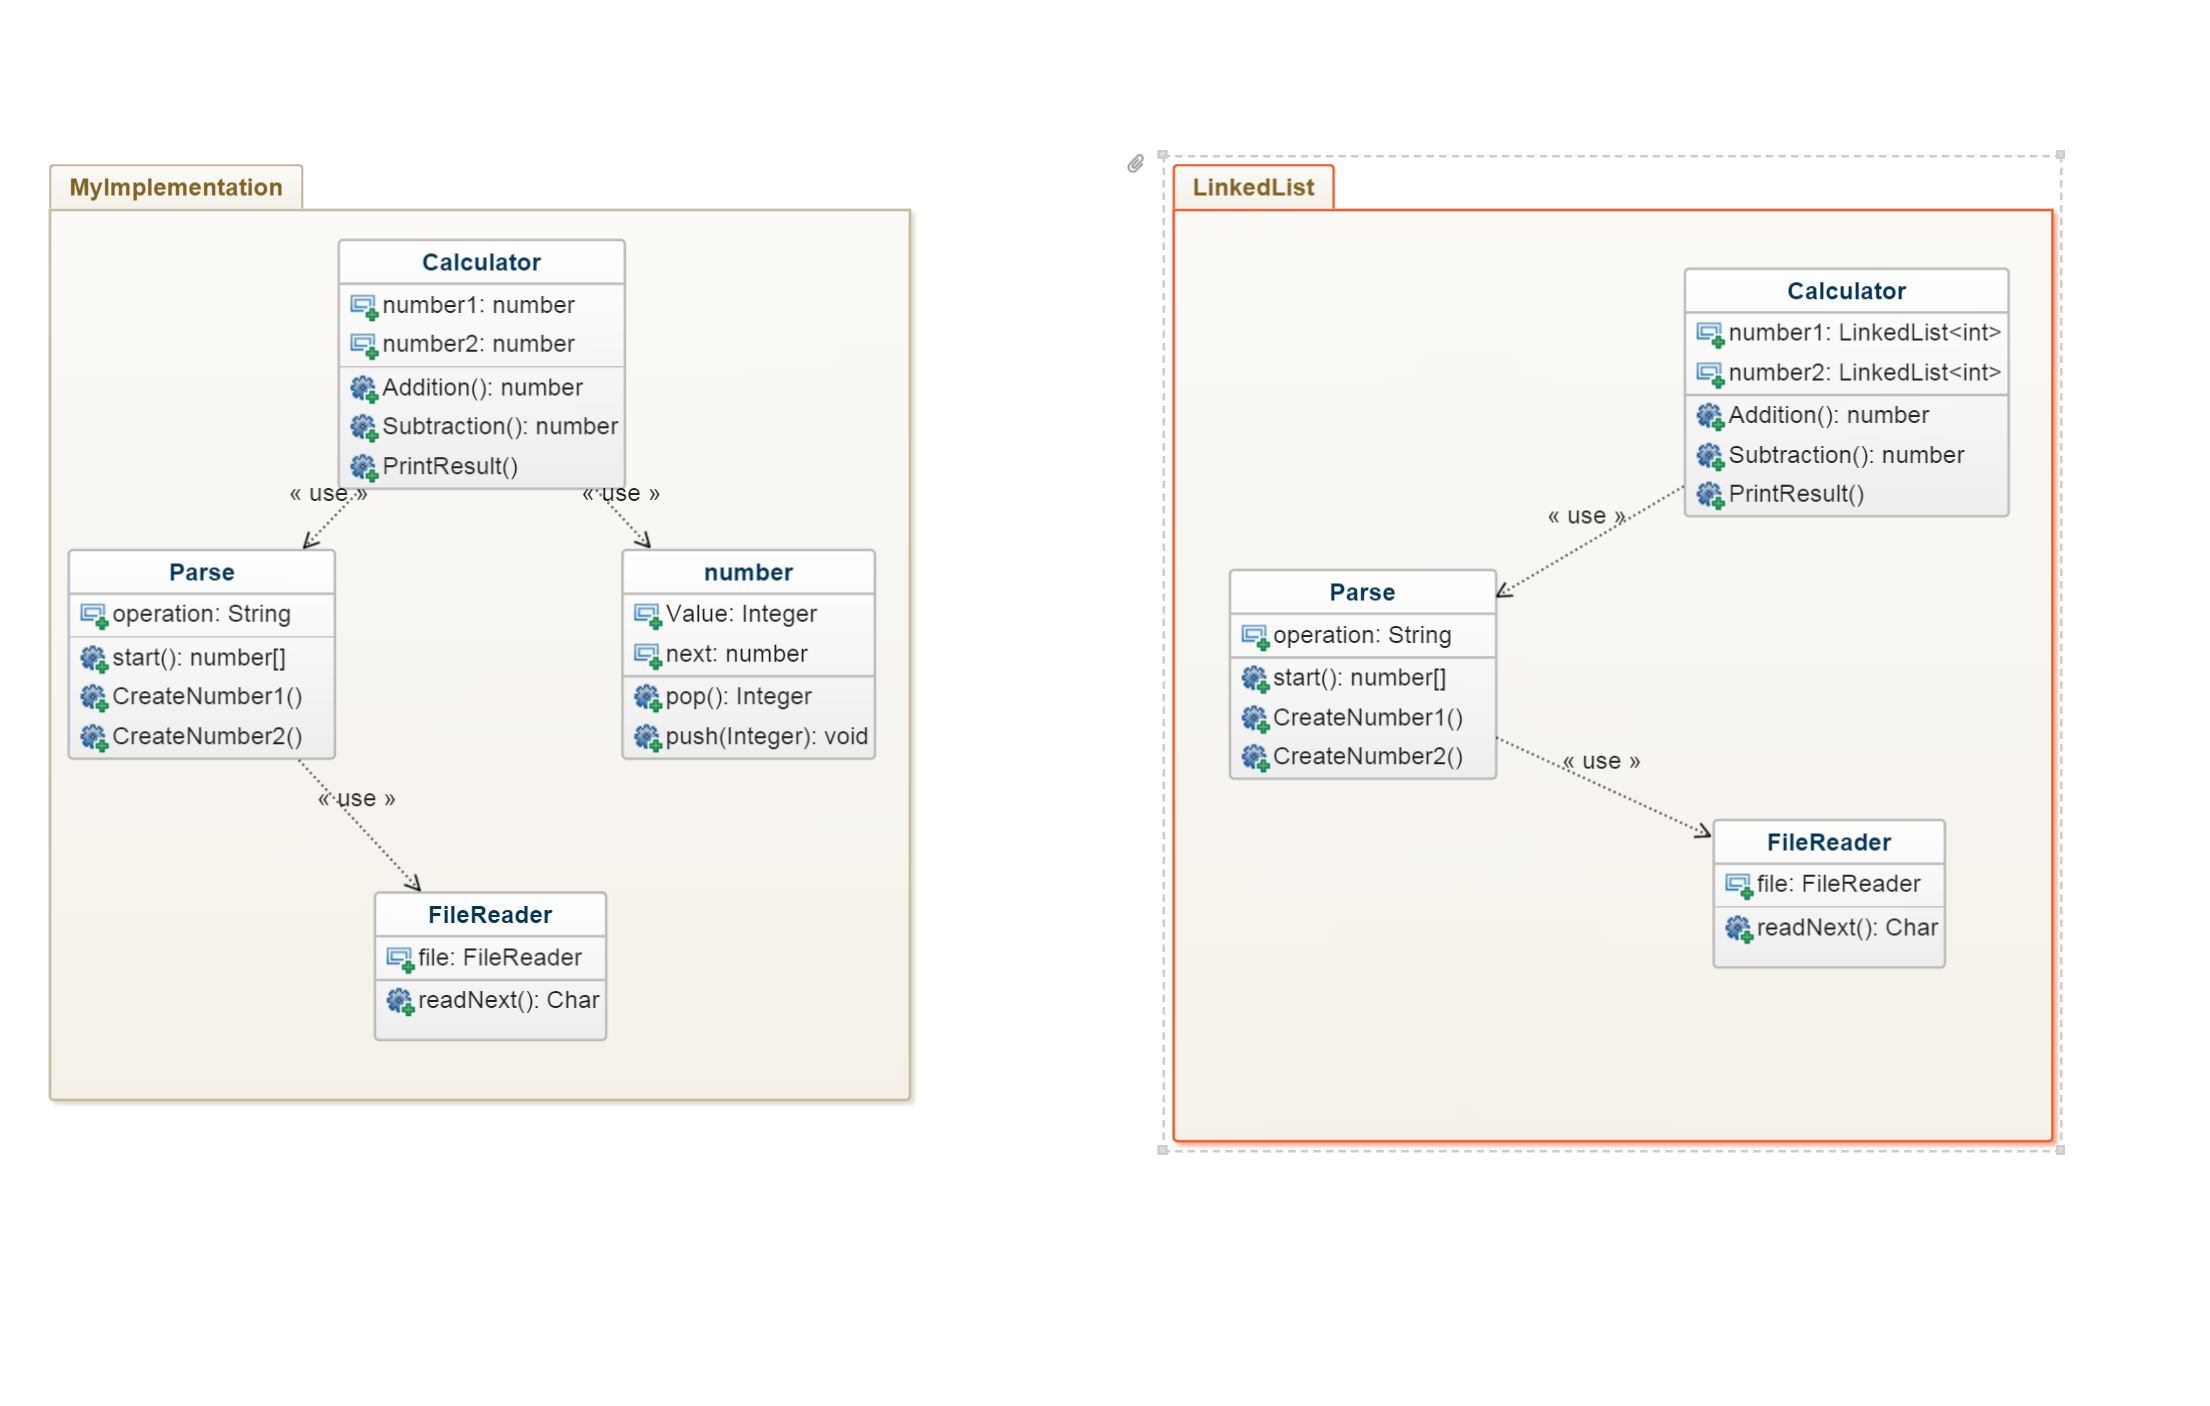 MyImplementation
Calculator
number1: number
number2: number
Addition(): number
Subtraction(): number
PrintResult()
« use »
« use »
Parse
operation: String
start(): number[]
CreateNumber1()
CreateNumber2()
number
Value: Integer
next: number
pop(): Integer
push(Integer): void
« use »
FileReader
file: FileReader
readNext(): Char
LinkedList
Calculator
number1: LinkedList<int>
number2: LinkedList<int>
Addition(): number
Subtraction(): number
PrintResult()
« use »
Parse
operation: String
start(): number[]
CreateNumber1()
CreateNumber2()
« use »
FileReader
file: FileReader
readNext(): Char